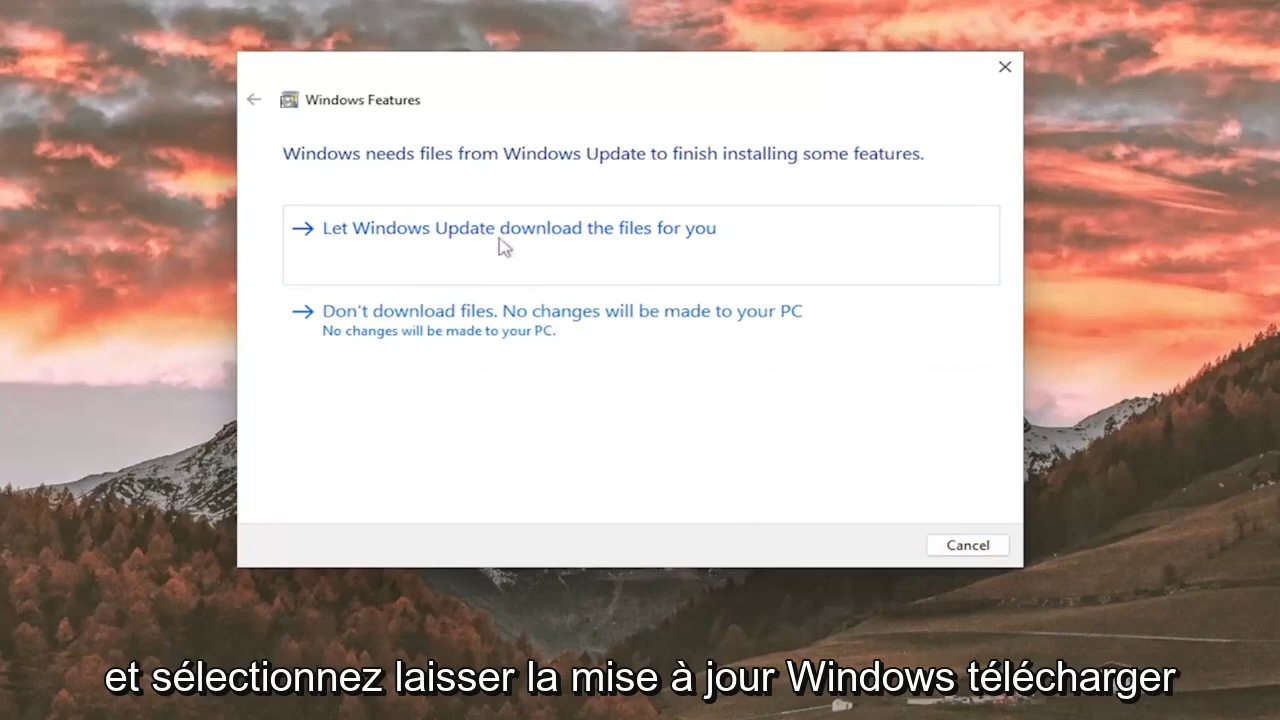 Windows Features
Windows needs files from Windows Update to finish installing some features.
Let Windows Update download the files for you
Don't download files. No changes will be made to your PC
No changes will be made to your PC.
Cancel
et sélectionnez laisser la mise à jour Windows télécharger